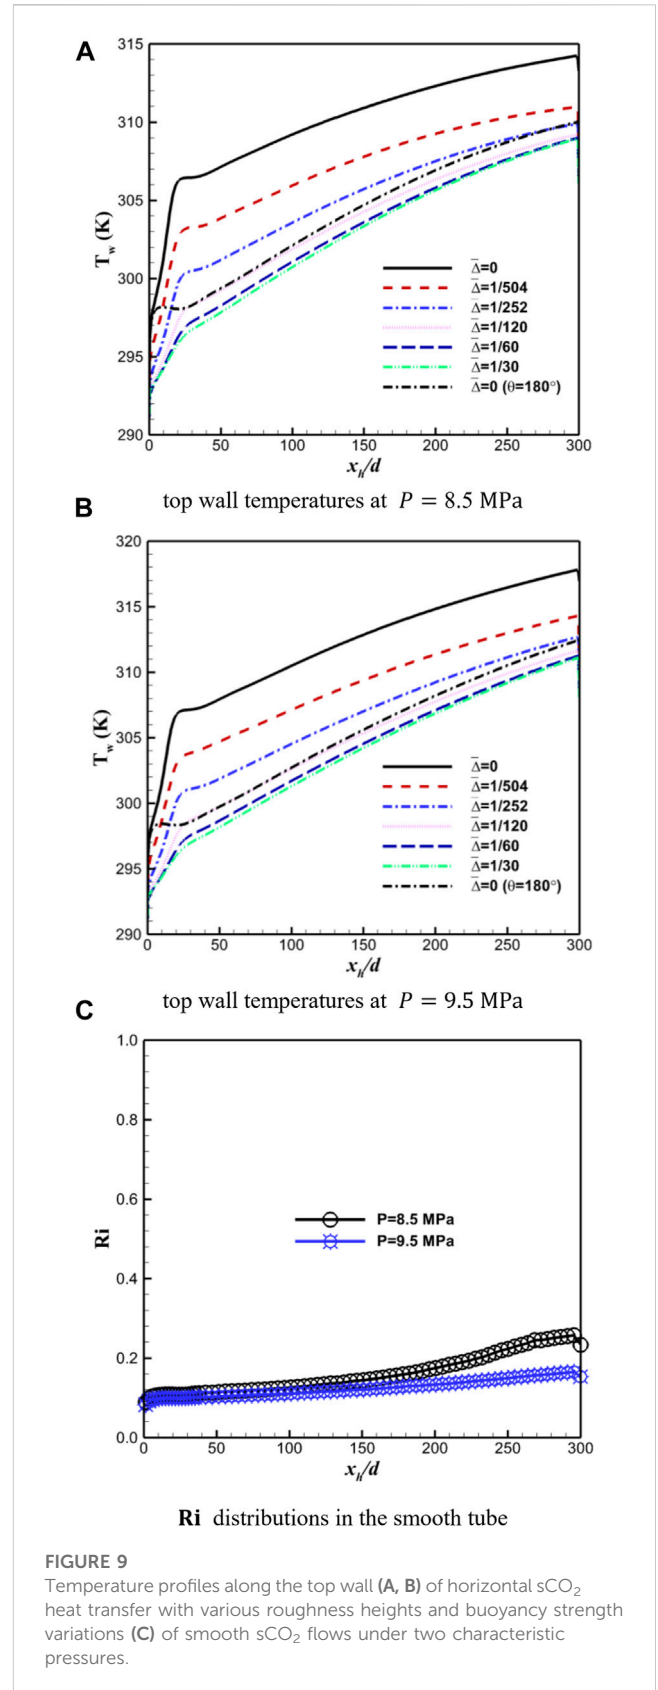 A
315
310
305
300
295
290
T_w (K)
Δ̅=0
Δ̅=1/504
Δ̅=1/252
Δ̅=1/120
Δ̅=1/60
Δ̅=1/30
Δ̅=0 (θ=180°)
0 50 100 150 200 250 300
x_h/d
top wall temperatures at P = 8.5 MPa
B
320
315
310
305
300
295
290
T_w (K)
Δ̅=0
Δ̅=1/504
Δ̅=1/252
Δ̅=1/120
Δ̅=1/60
Δ̅=1/30
Δ̅=0 (θ=180°)
0 50 100 150 200 250 300
x_h/d
top wall temperatures at P = 9.5 MPa
C
1.0
0.8
0.6
0.4
0.2
0.0
Ri
P=8.5 MPa
P=9.5 MPa
0 50 100 150 200 250 300
x_h/d
Ri distributions in the smooth tube
FIGURE 9
Temperature profiles along the top wall (A, B) of horizontal sCO₂
heat transfer with various roughness heights and buoyancy strength
variations (C) of smooth sCO₂ flows under two characteristic
pressures.